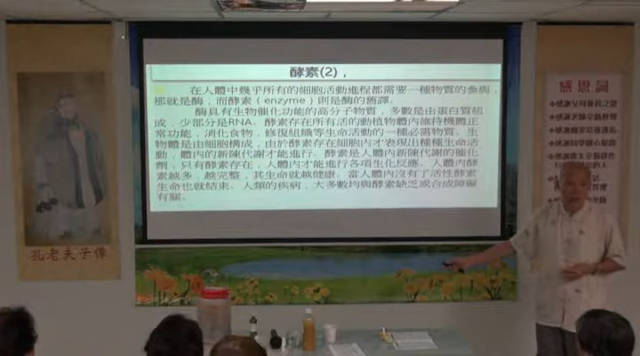 酵素(2),
在人體中幾乎所有的細胞活動進程都需要一種物質的參與,
那就是酶,而酵素(enzyme)則是酶的舊譯。
酶具有生物催化功能的高分子物質,多數是由蛋白質組
成,少部分是RNA。酵素存在所有活的動植物體內維持機體正
常功能,消化食物,修復組織等生命活動的一種必需物質。生
物體是由細胞構成,由於酵素存在細胞內才表現出種種生命活
動,體內的新陳代謝才能進行。酵素是人體內新陳代謝的催化
劑,只有酵素存在,人體內才能進行各項生化反應。人體內酵
素越多,越完整,其生命就越健康。當人體內沒有了活性酵素
生命也就結束。人類的疾病,大多數均與酵素缺乏或合成障礙
有關。
孔老夫子像
感恩詞